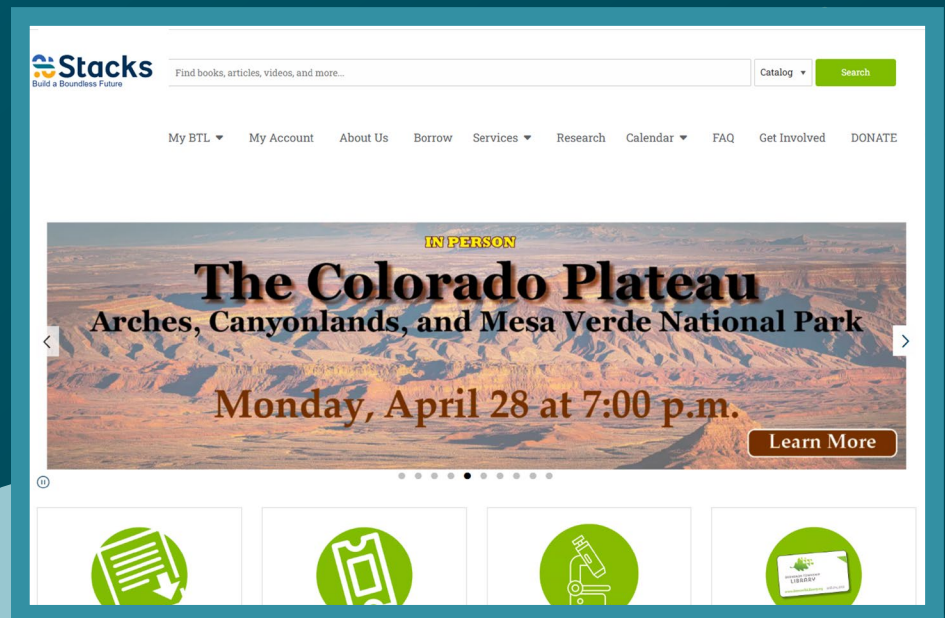 Stacks
Build a Boundless Future
Find books, articles, videos, and more...
Catalog
Search
My BTL
My Account
About Us
Borrow
Services
Research
Calendar
FAQ
Get Involved
DONATE
IN PERSON
The Colorado Plateau
Arches, Canyonlands, and Mesa Verde National Park
Monday, April 28 at 7:00 p.m.
Learn More
LIBRARY